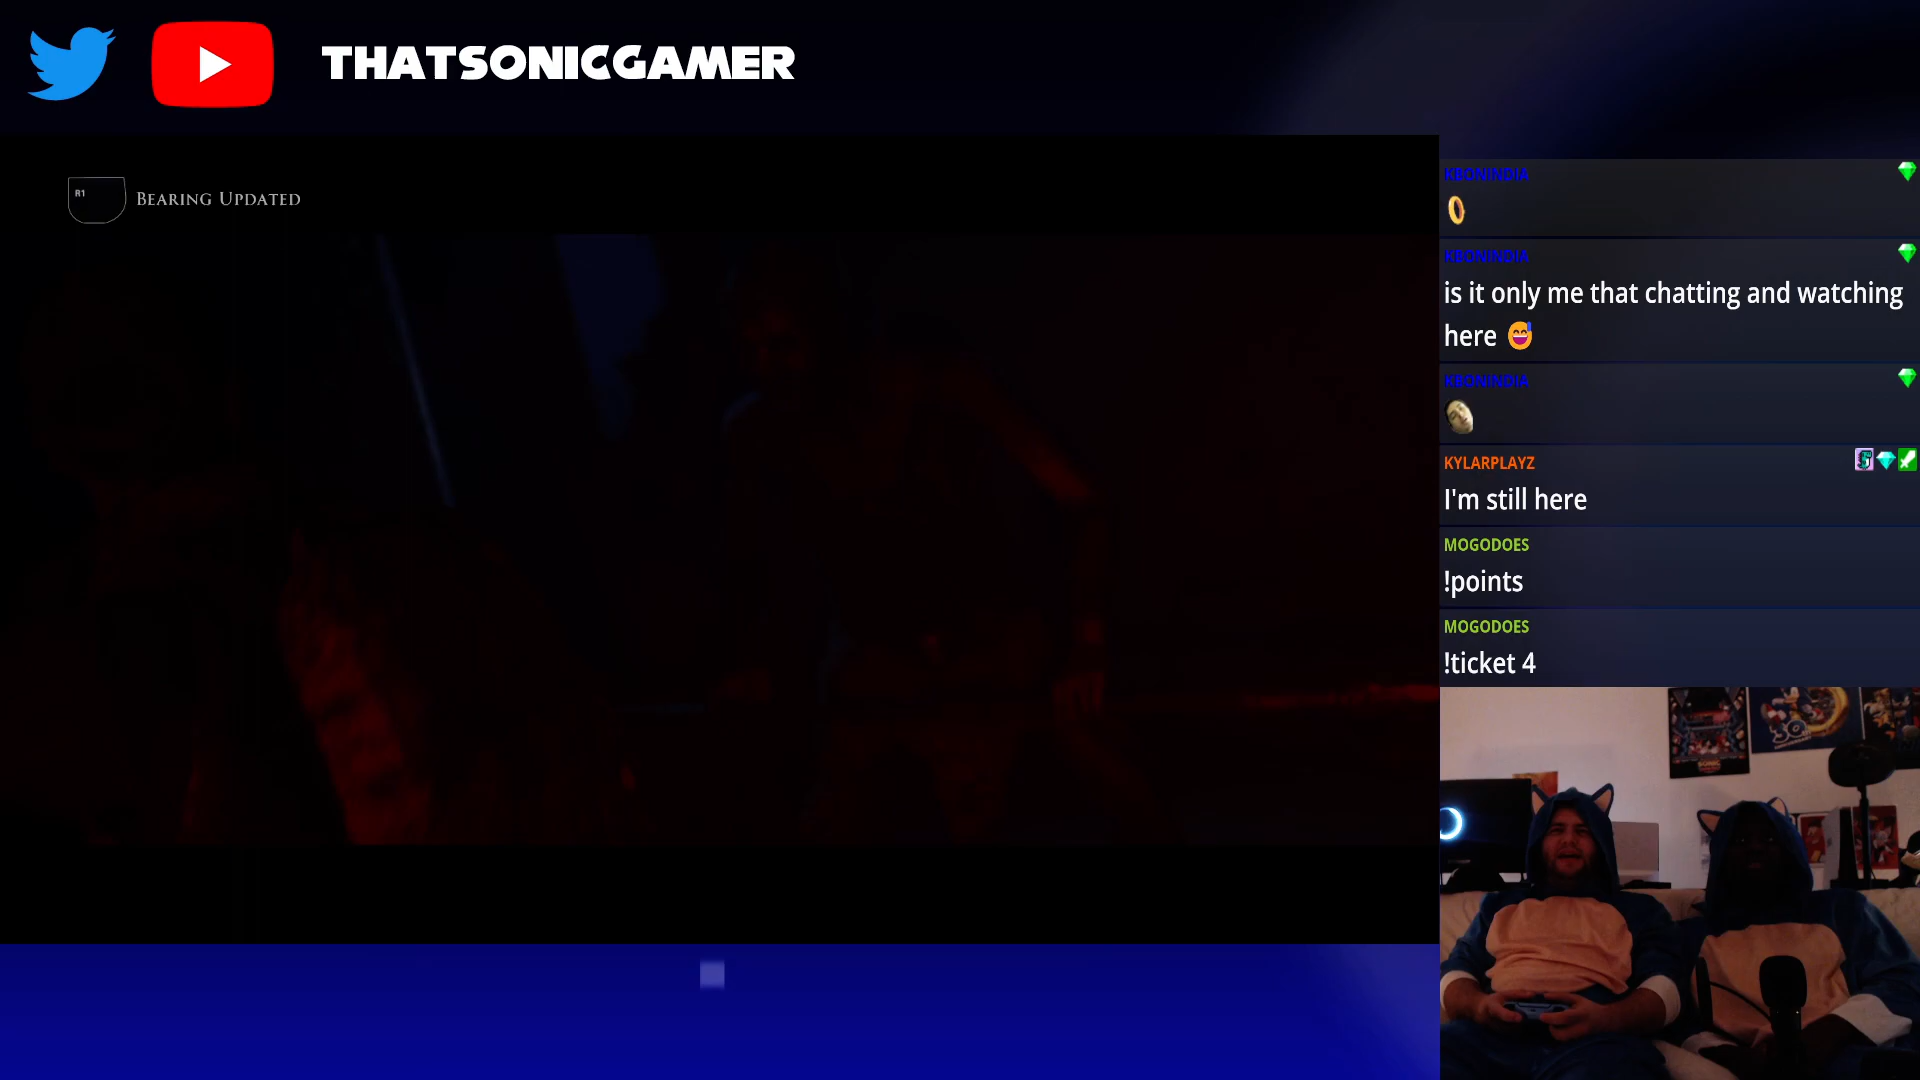 THATSONICGAMER
R1
BEARING UPDATED
KBONINDIA
KBONINDIA
is it only me that chatting and watching
here
KBONINDIA
KYLARPLAYZ
I'm still here
MOGODOES
!points
MOGODOES
!ticket 4